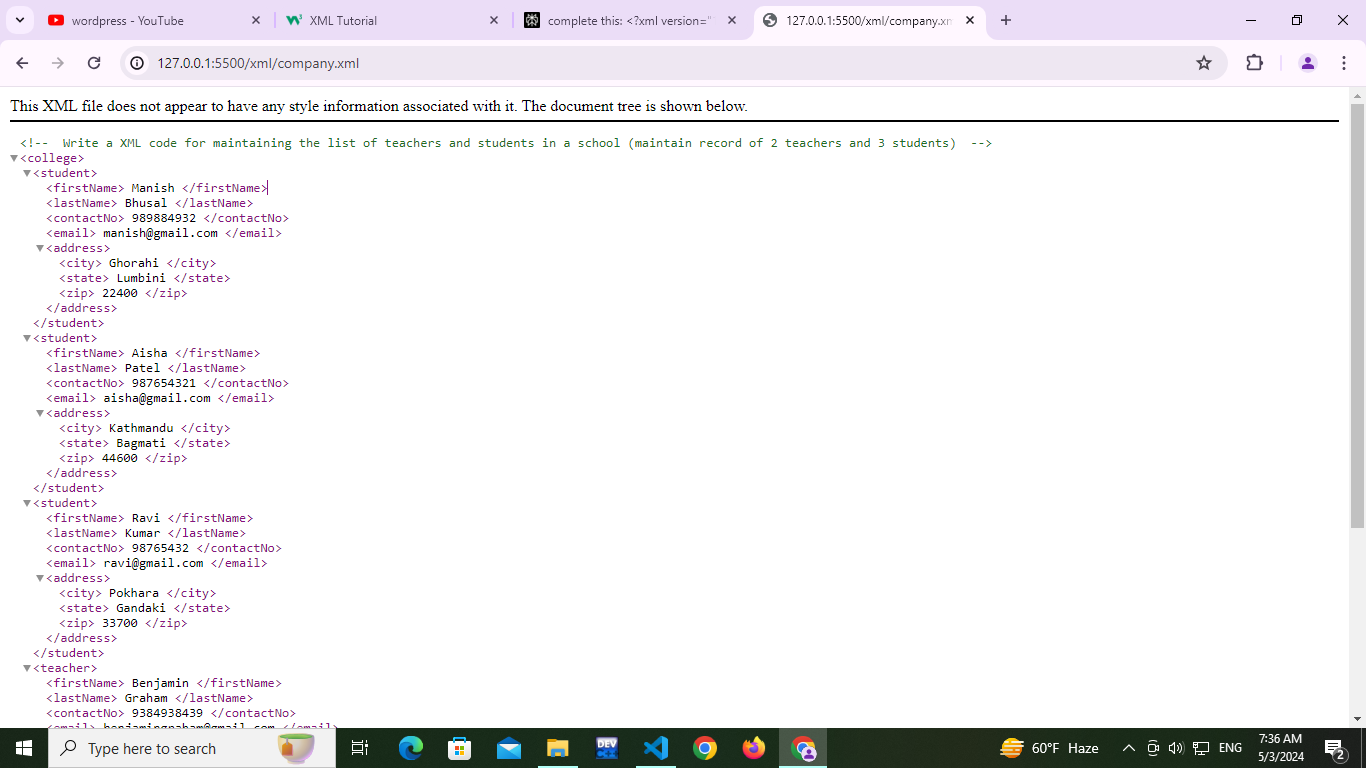 wordpress - YouTube
XML Tutorial
complete this: <?xml version="
127.0.0.1:5500/xml/company.xm
127.0.0.1:5500/xml/company.xml
This XML file does not appear to have any style information associated with it. The document tree is shown below.
<!--  Write a XML code for maintaining the list of teachers and students in a school (maintain record of 2 teachers and 3 students)  -->
<college>
<student>
<firstName> Manish </firstName>
<lastName> Bhusal </lastName>
<contactNo> 989884932 </contactNo>
<email> manish@gmail.com </email>
<address>
<city> Ghorahi </city>
<state> Lumbini </state>
<zip> 22400 </zip>
</address>
</student>
<student>
<firstName> Aisha </firstName>
<lastName> Patel </lastName>
<contactNo> 987654321 </contactNo>
<email> aisha@gmail.com </email>
<address>
<city> Kathmandu </city>
<state> Bagmati </state>
<zip> 44600 </zip>
</address>
</student>
<student>
<firstName> Ravi </firstName>
<lastName> Kumar </lastName>
<contactNo> 98765432 </contactNo>
<email> ravi@gmail.com </email>
<address>
<city> Pokhara </city>
<state> Gandaki </state>
<zip> 33700 </zip>
</address>
</student>
<teacher>
<firstName> Benjamin </firstName>
<lastName> Graham </lastName>
<contactNo> 9384938439 </contactNo>
<email> benjamingraham@gmail.com </email>
Type here to search
DEV
60°F Haze
ENG
7:36 AM
5/3/2024
2